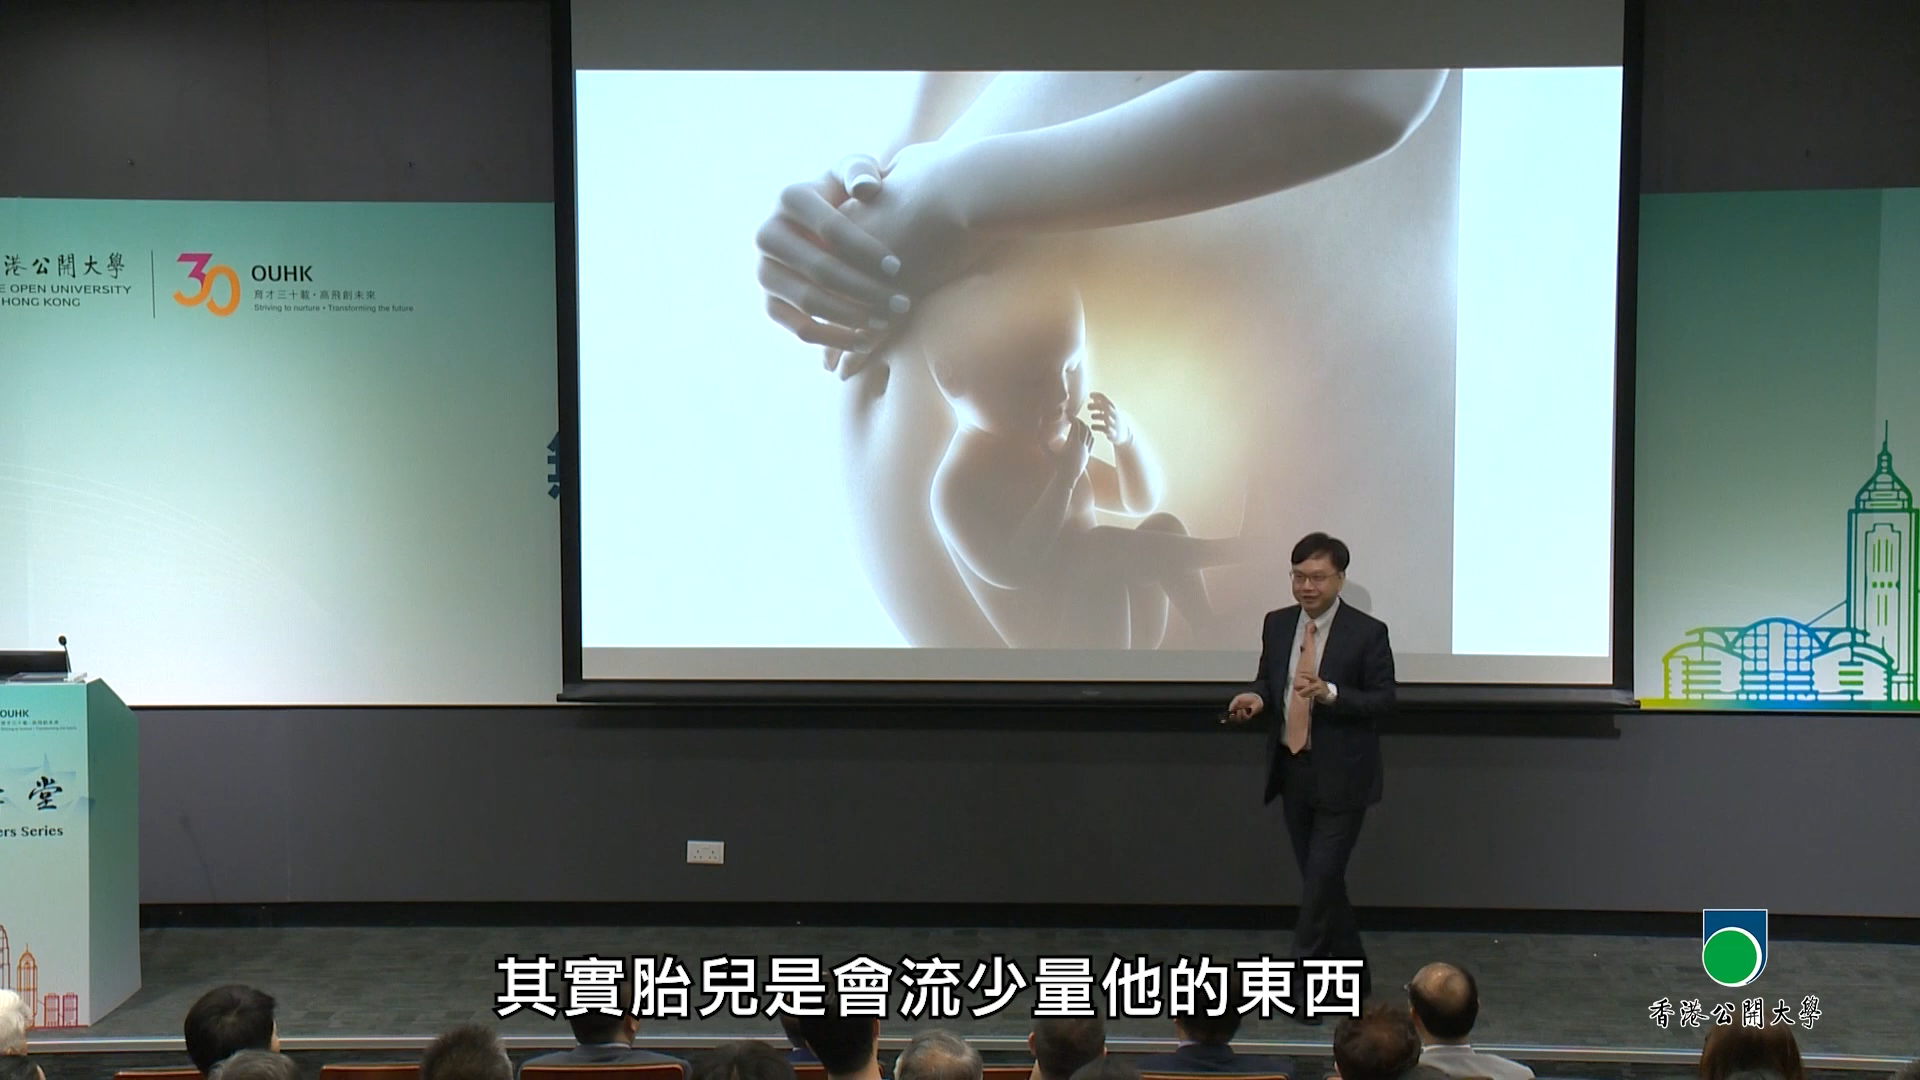 港公開大學
E OPEN UNIVERSITY
HONG KONG
30
OUHK
育才三十載•高飛創未來
Striving to nurture • Transforming the future
OUHK
堂
ers Series
其實胎兒是會流少量他的東西
香港公開大學